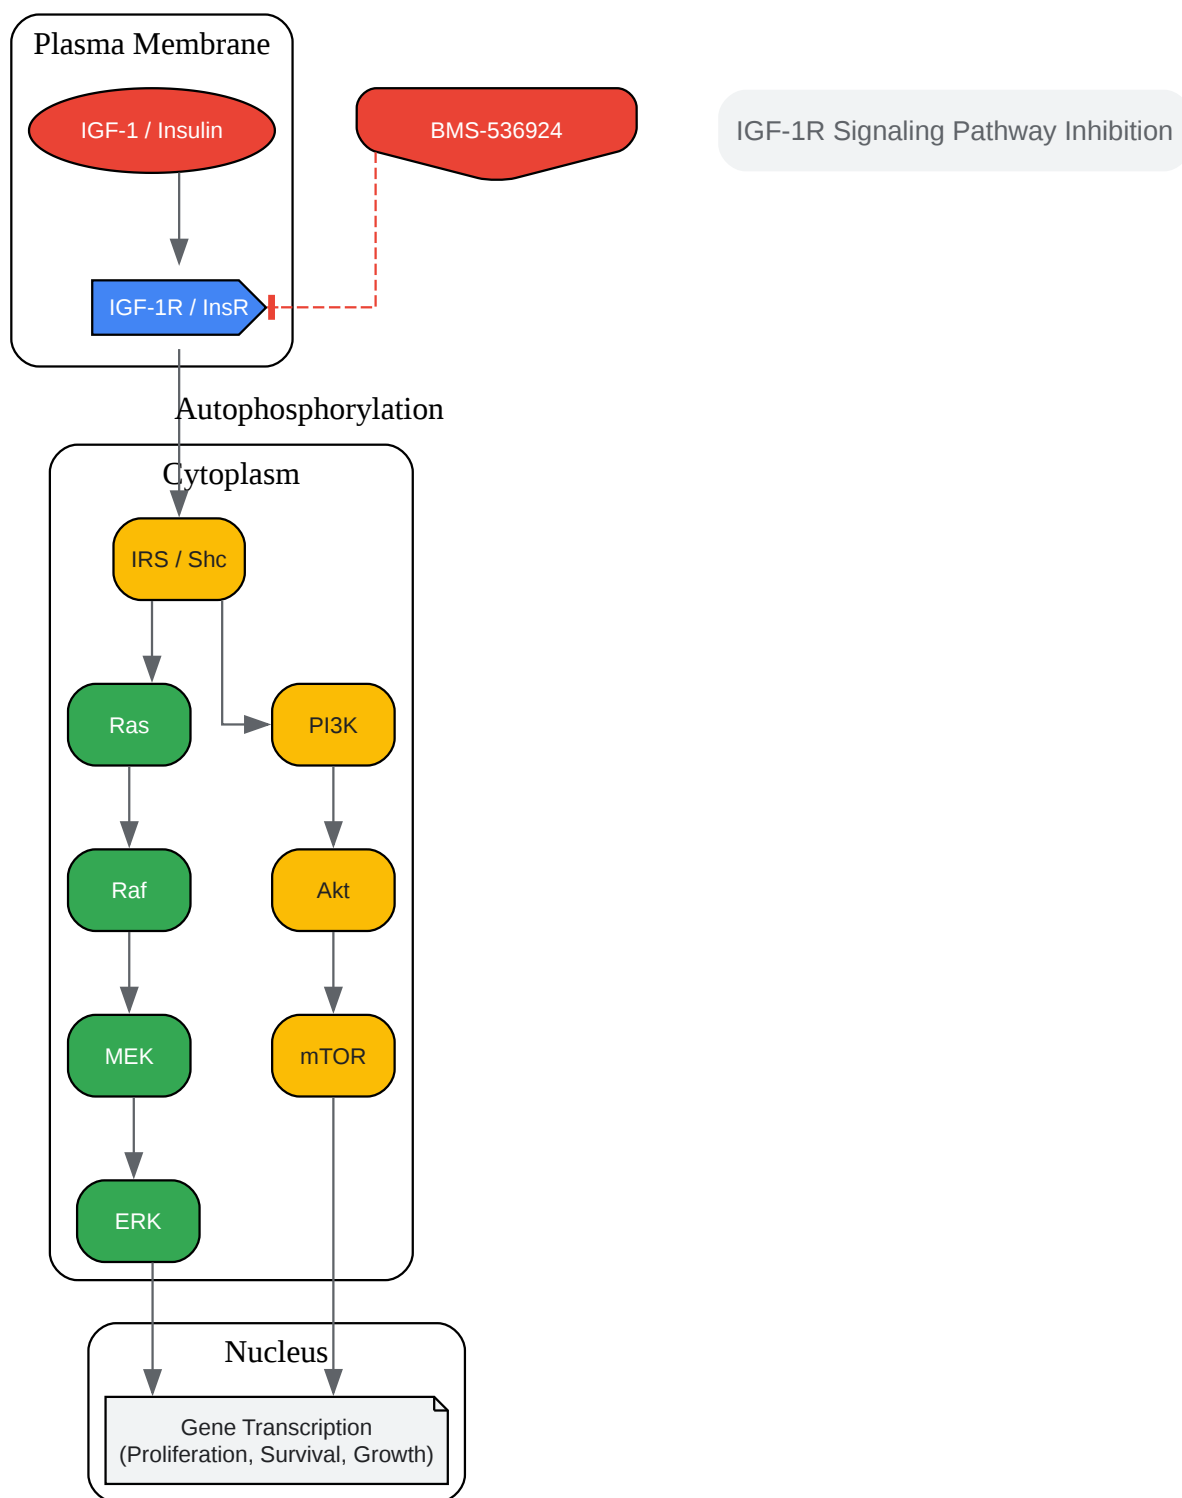 Plasma Membrane
IGF-1 / Insulin
BMS-536924
IGF-1R Signaling Pathway Inhibition
IGF-1R / InsR
Autophosphorylation
Cytoplasm
IRS / Shc
Ras
PI3K
Raf
Akt
MEK
mTOR
ERK
Nucleus
Gene Transcription
(Proliferation, Survival, Growth)